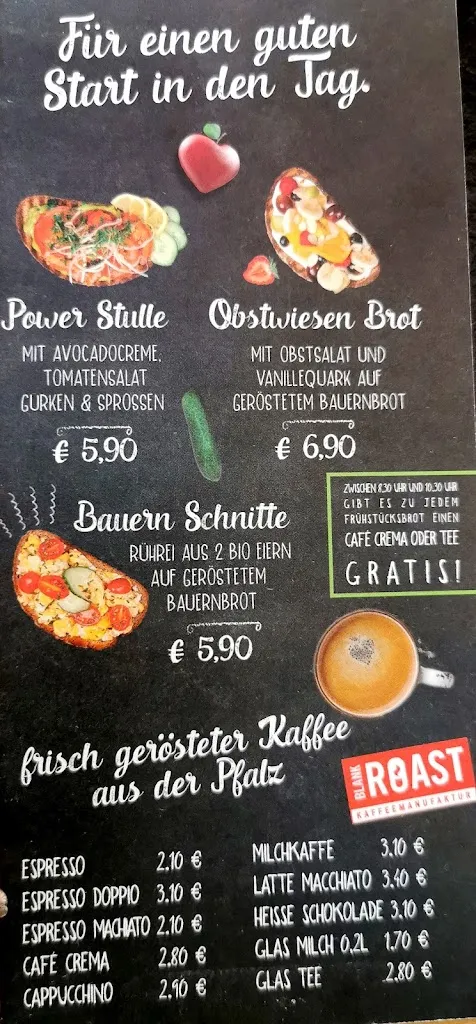 Für einen guten
Start in den Tag.
Power Stulle
MIT AVOCADOCREME,
TOMATENSALAT
GURKEN & SPROSSEN
€ 5,90
Obstwiesen Brot
MIT OBSTSALAT UND
VANILLEQUARK AUF
GERÖSTETEM BAUERNBROT
€ 6,90
ZWISCHEN 8.30 UHR UND 10.30 UHR
GIBT ES ZU JEDEM
FRÜHSTÜCKSBROT EINEN
CAFÉ CREMA ODER TEE
GRATIS!
Bauern Schnitte
RÜHREI AUS 2 BIO EIERN
AUF GERÖSTETEM
BAUERNBROT
€ 5,90
frisch gerösteter Kaffee
aus der Pfalz
BLANK
ROAST
KAFFEEMANUFAKTUR
ESPRESSO 2.10 €
ESPRESSO DOPPIO 3.10 €
ESPRESSO MACHIATO 2.10 €
CAFÉ CREMA 2.80 €
CAPPUCCHINO 2.90 €
MILCHKAFFE 3.10 €
LATTE MACCHIATO 3.40 €
HEISSE SCHOKOLADE 3.10 €
GLAS MILCH 0,2L 1.70 €
GLAS TEE 2.80 €